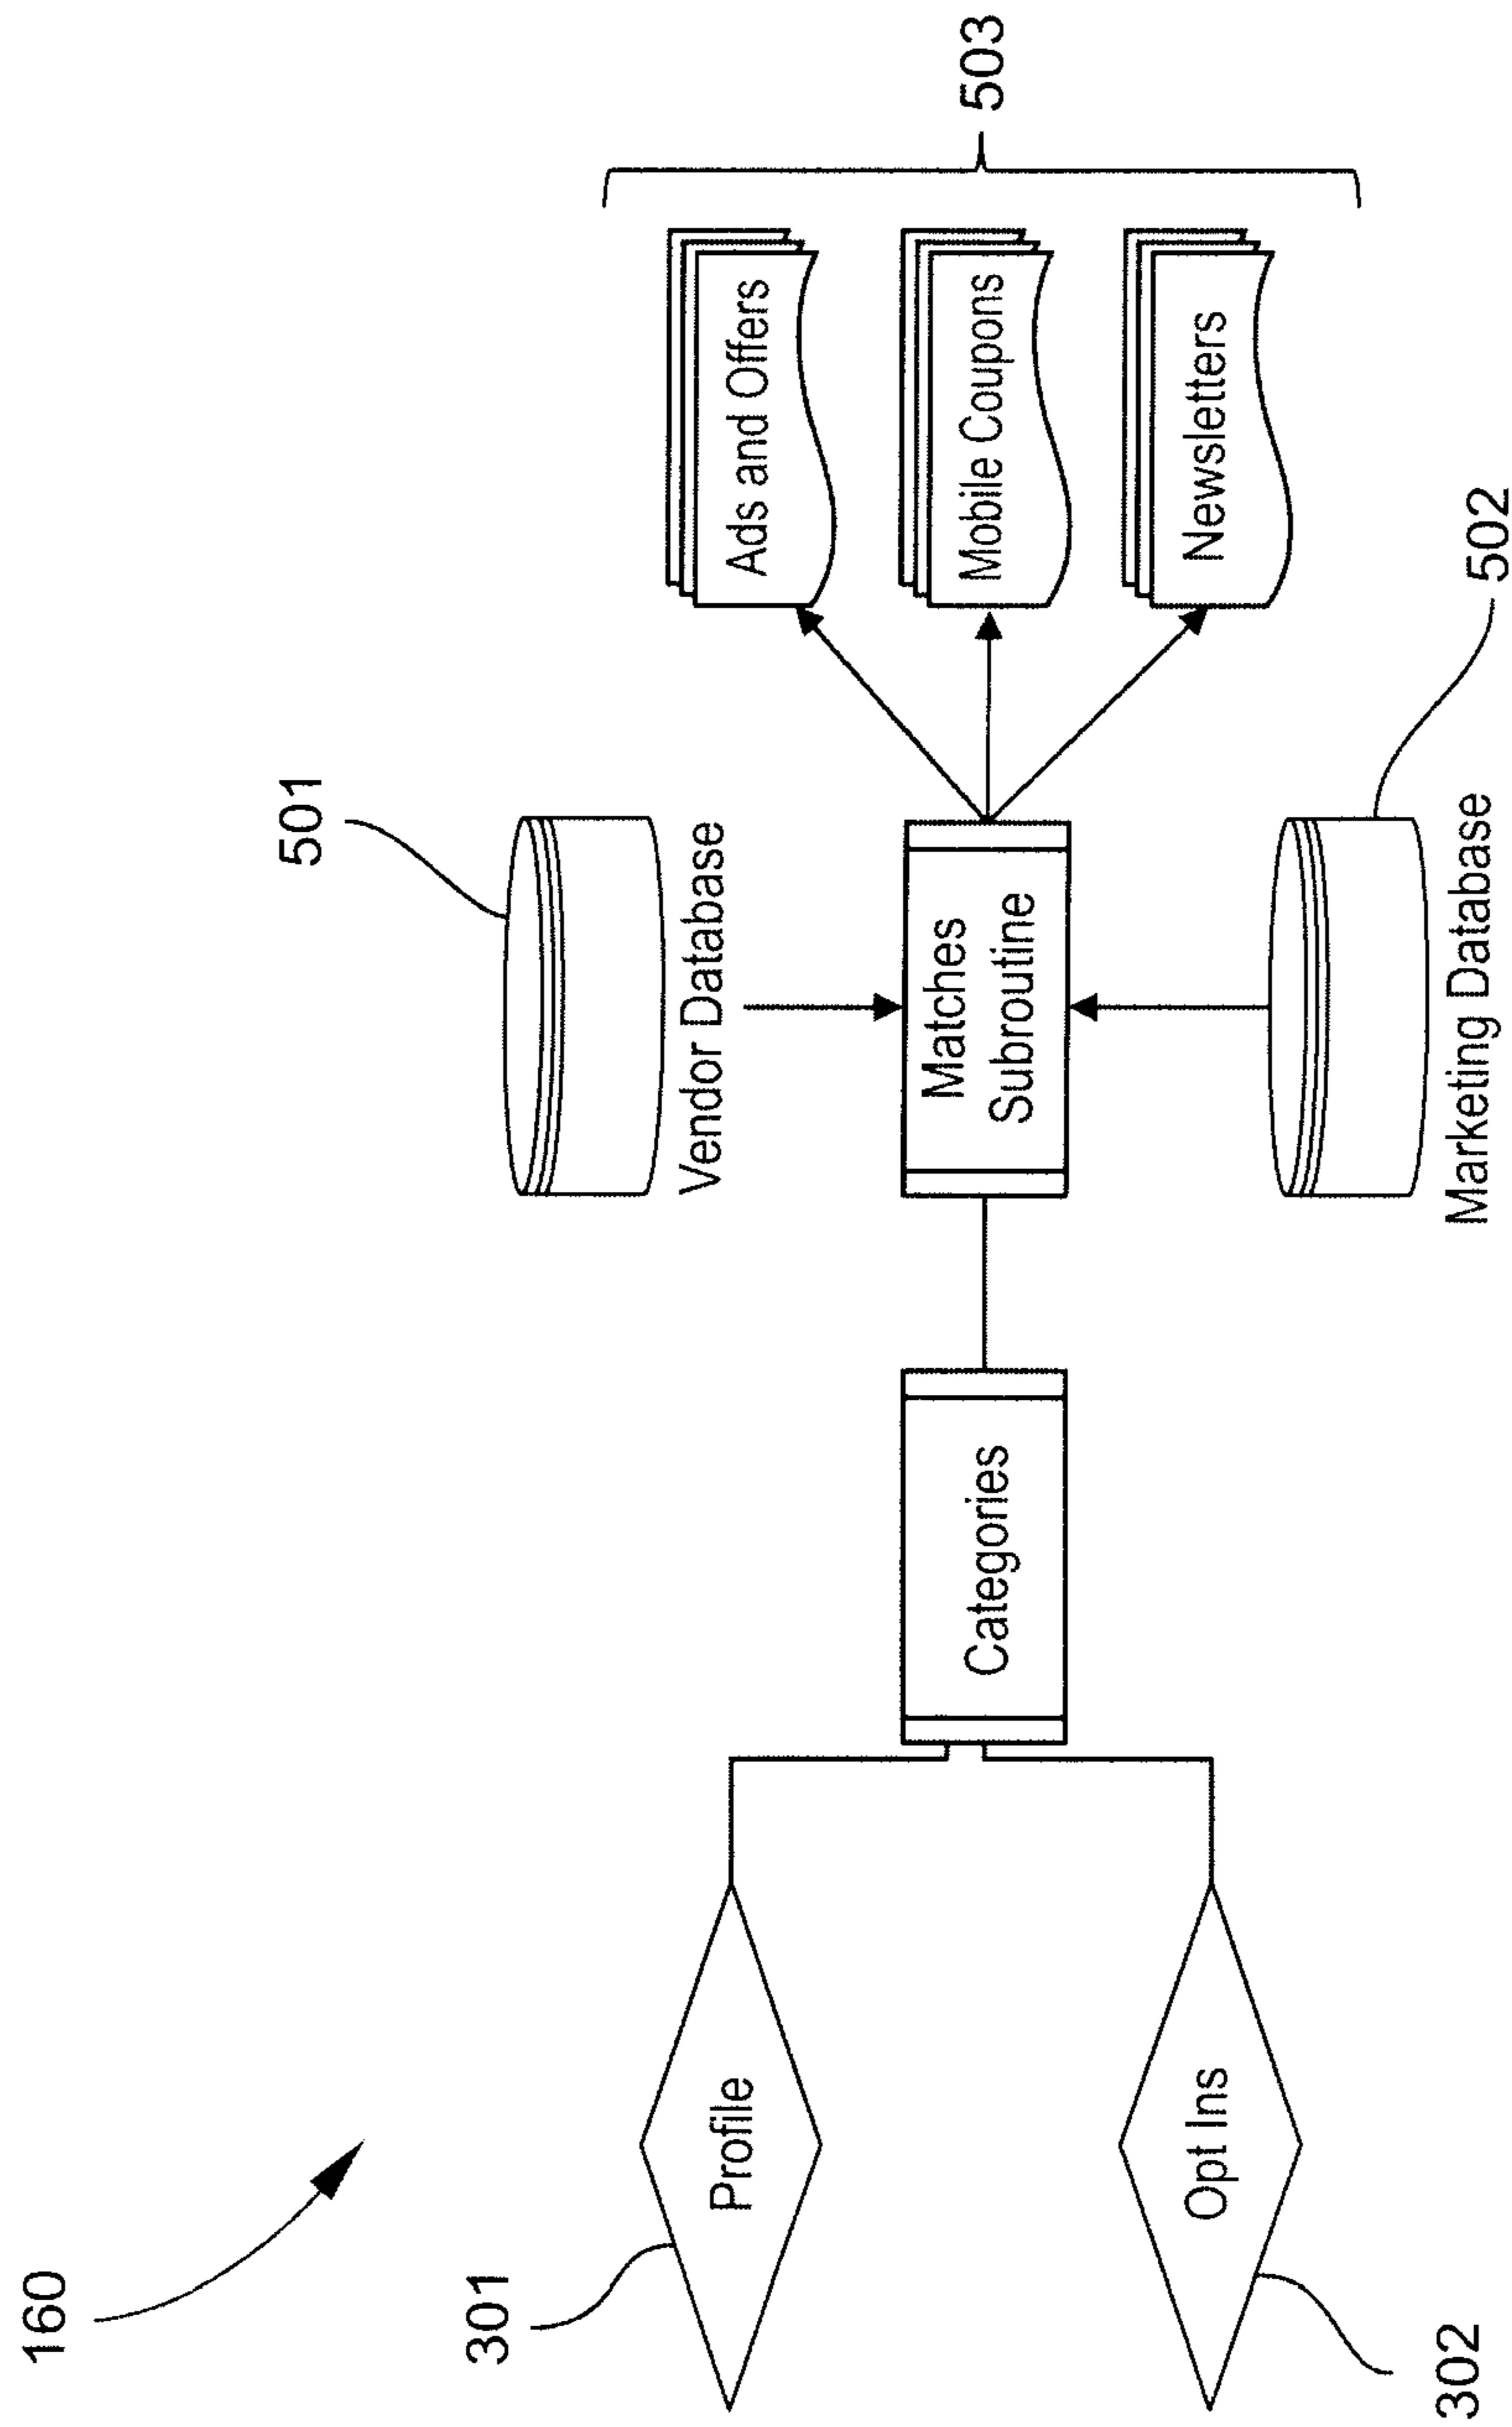 160
301
Profile
302
Opt Ins
Categories
501
Vendor Database
Matches
Subroutine
502
Marketing Database
Ads and Offers
Mobile Coupons
Newsletters
503